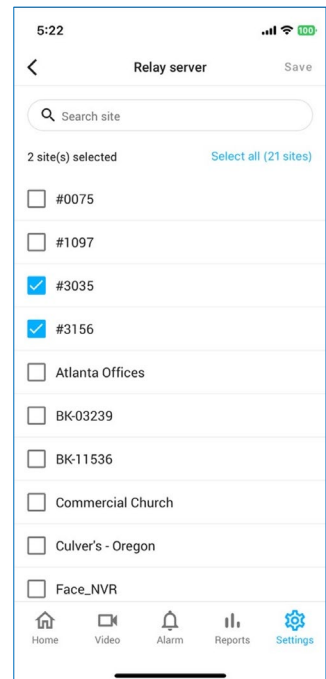 5:22
100
Relay server Save
Search site
2 site(s) selected Select all (21 sites)
#0075
#1097
#3035
#3156
Atlanta Offices
BK-03239
BK-11536
Commercial Church
Culver's - Oregon
Face_NVR
Home Video Alarm Reports Settings